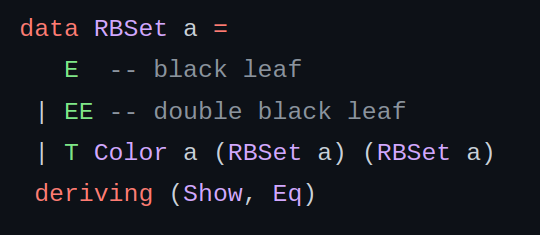 data RBSet a =
E -- black leaf
| EE -- double black leaf
| T Color a (RBSet a) (RBSet a)
deriving (Show, Eq)